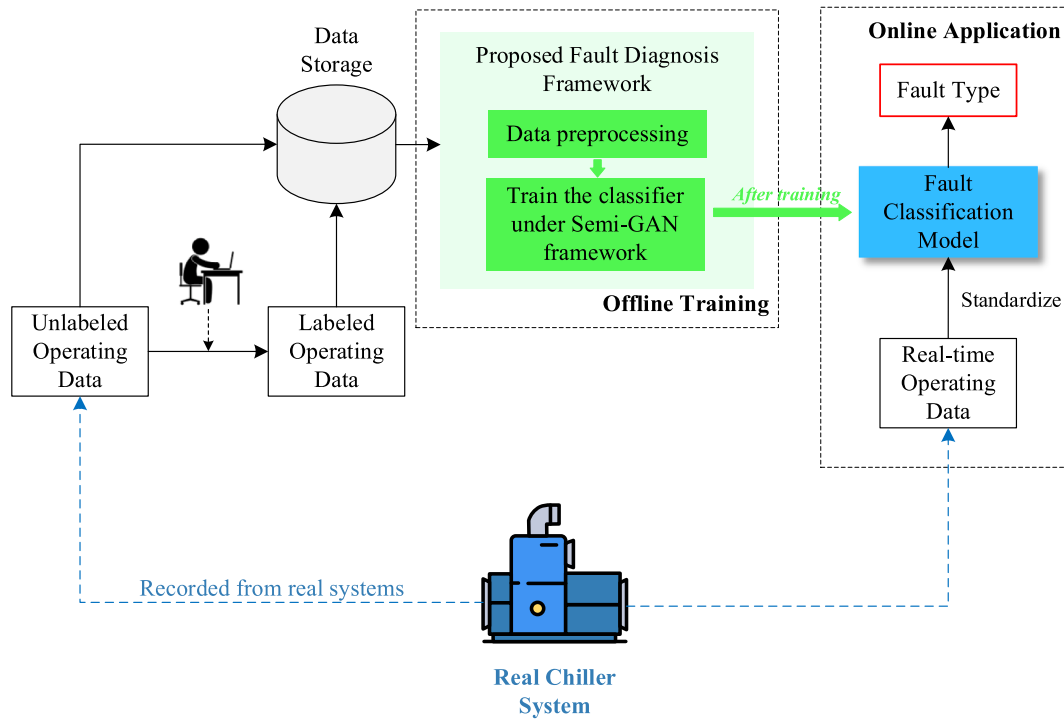 Data
Storage
Proposed Fault Diagnosis
Framework
Data preprocessing
Train the classifier
under Semi-GAN
framework
Offline Training
After training
Online Application
Fault Type
Fault
Classification
Model
Standardize
Real-time
Operating
Data
Unlabeled
Operating
Data
Labeled
Operating
Data
Recorded from real systems
Real Chiller
System